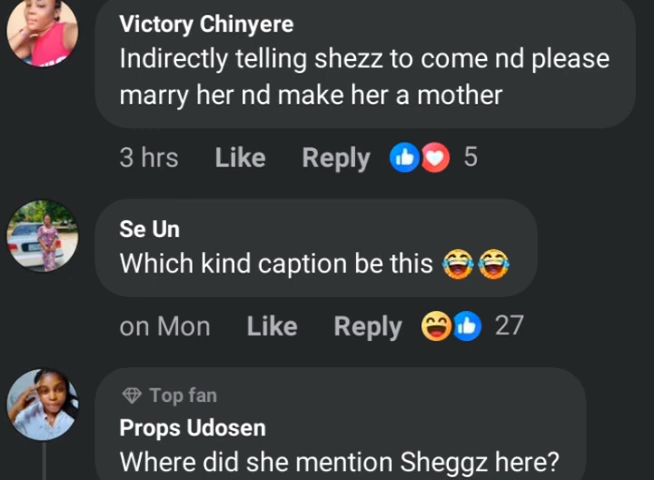 Victory Chinyere
Indirectly telling shezz to come nd please
marry her nd make her a mother
3 hrs Like Reply 5
Se Un
Which kind caption be this 😂😂
on Mon Like Reply 27
Top fan
Props Udosen
Where did she mention Sheggz here?